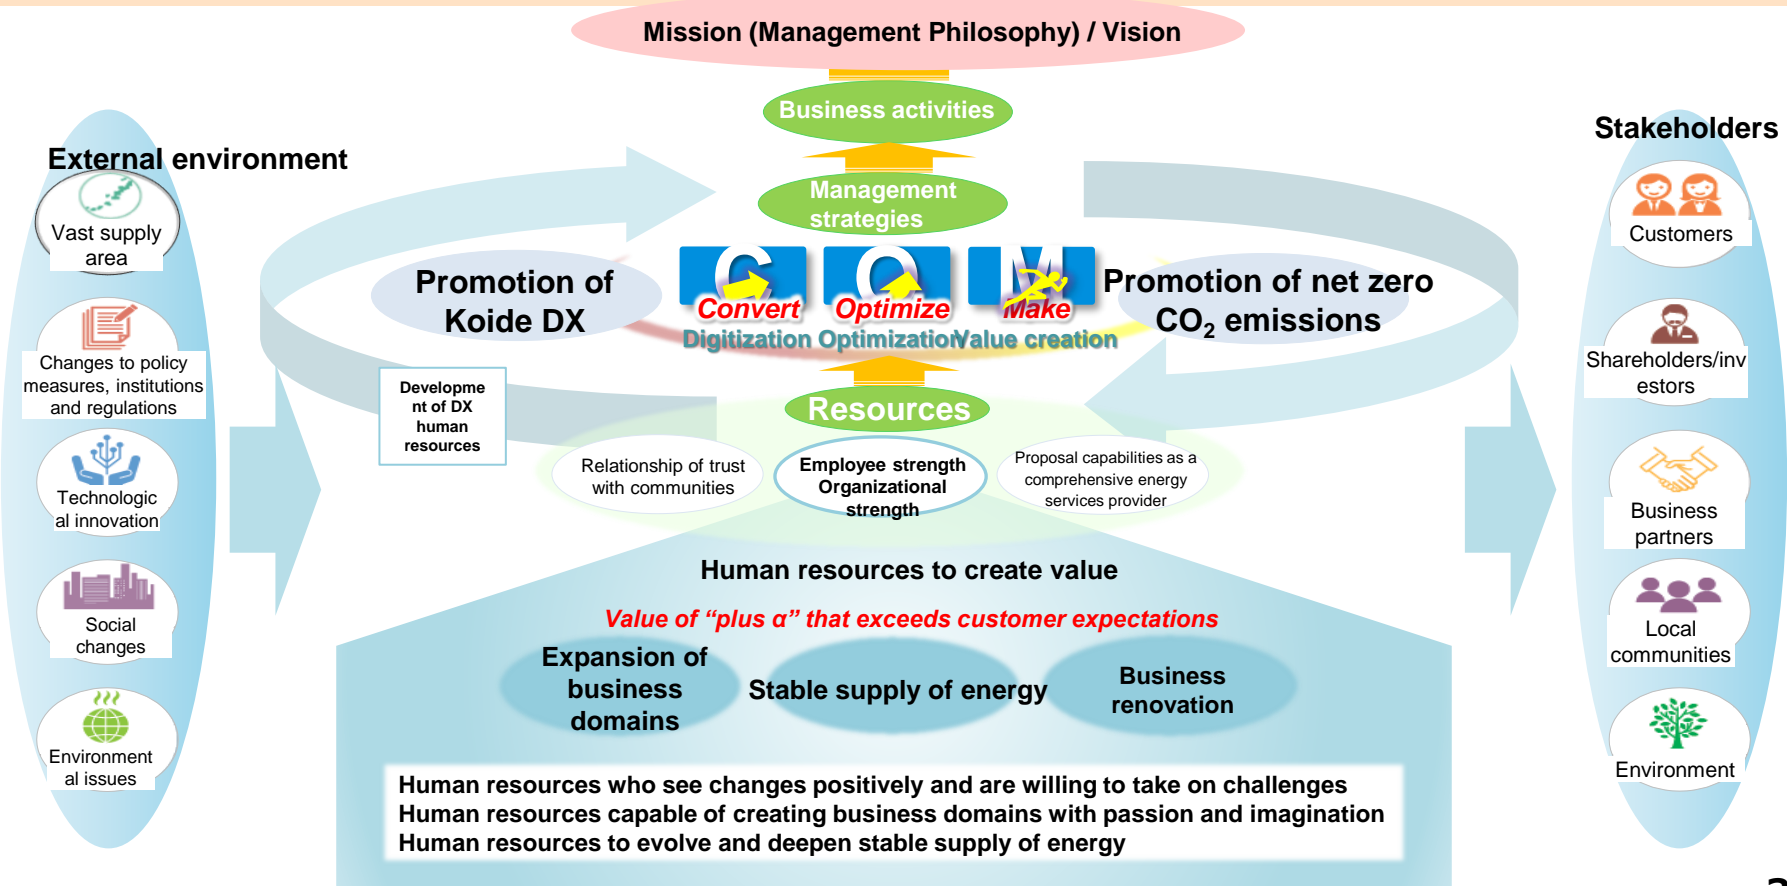 Mission (Management Philosophy) / Vision
Business activities
Management
strategies
External environment
Vast supply
area
Changes to policy
measures, institutions
and regulations
Technologic
al innovation
Social
changes
Environment
al issues
Promotion of
Koide DX
C
Convert
Digitization
O
Optimize
Optimization
M
Make
Value creation
Promotion of net zero
CO₂ emissions
Developme
nt of DX
human
resources
Resources
Relationship of trust
with communities
Employee strength
Organizational
strength
Proposal capabilities as a
comprehensive energy
services provider
Human resources to create value
Value of “plus α” that exceeds customer expectations
Expansion of
business
domains
Stable supply of energy
Business
renovation
Human resources who see changes positively and are willing to take on challenges
Human resources capable of creating business domains with passion and imagination
Human resources to evolve and deepen stable supply of energy
Stakeholders
Customers
Shareholders/inv
estors
Business
partners
Local
communities
Environment